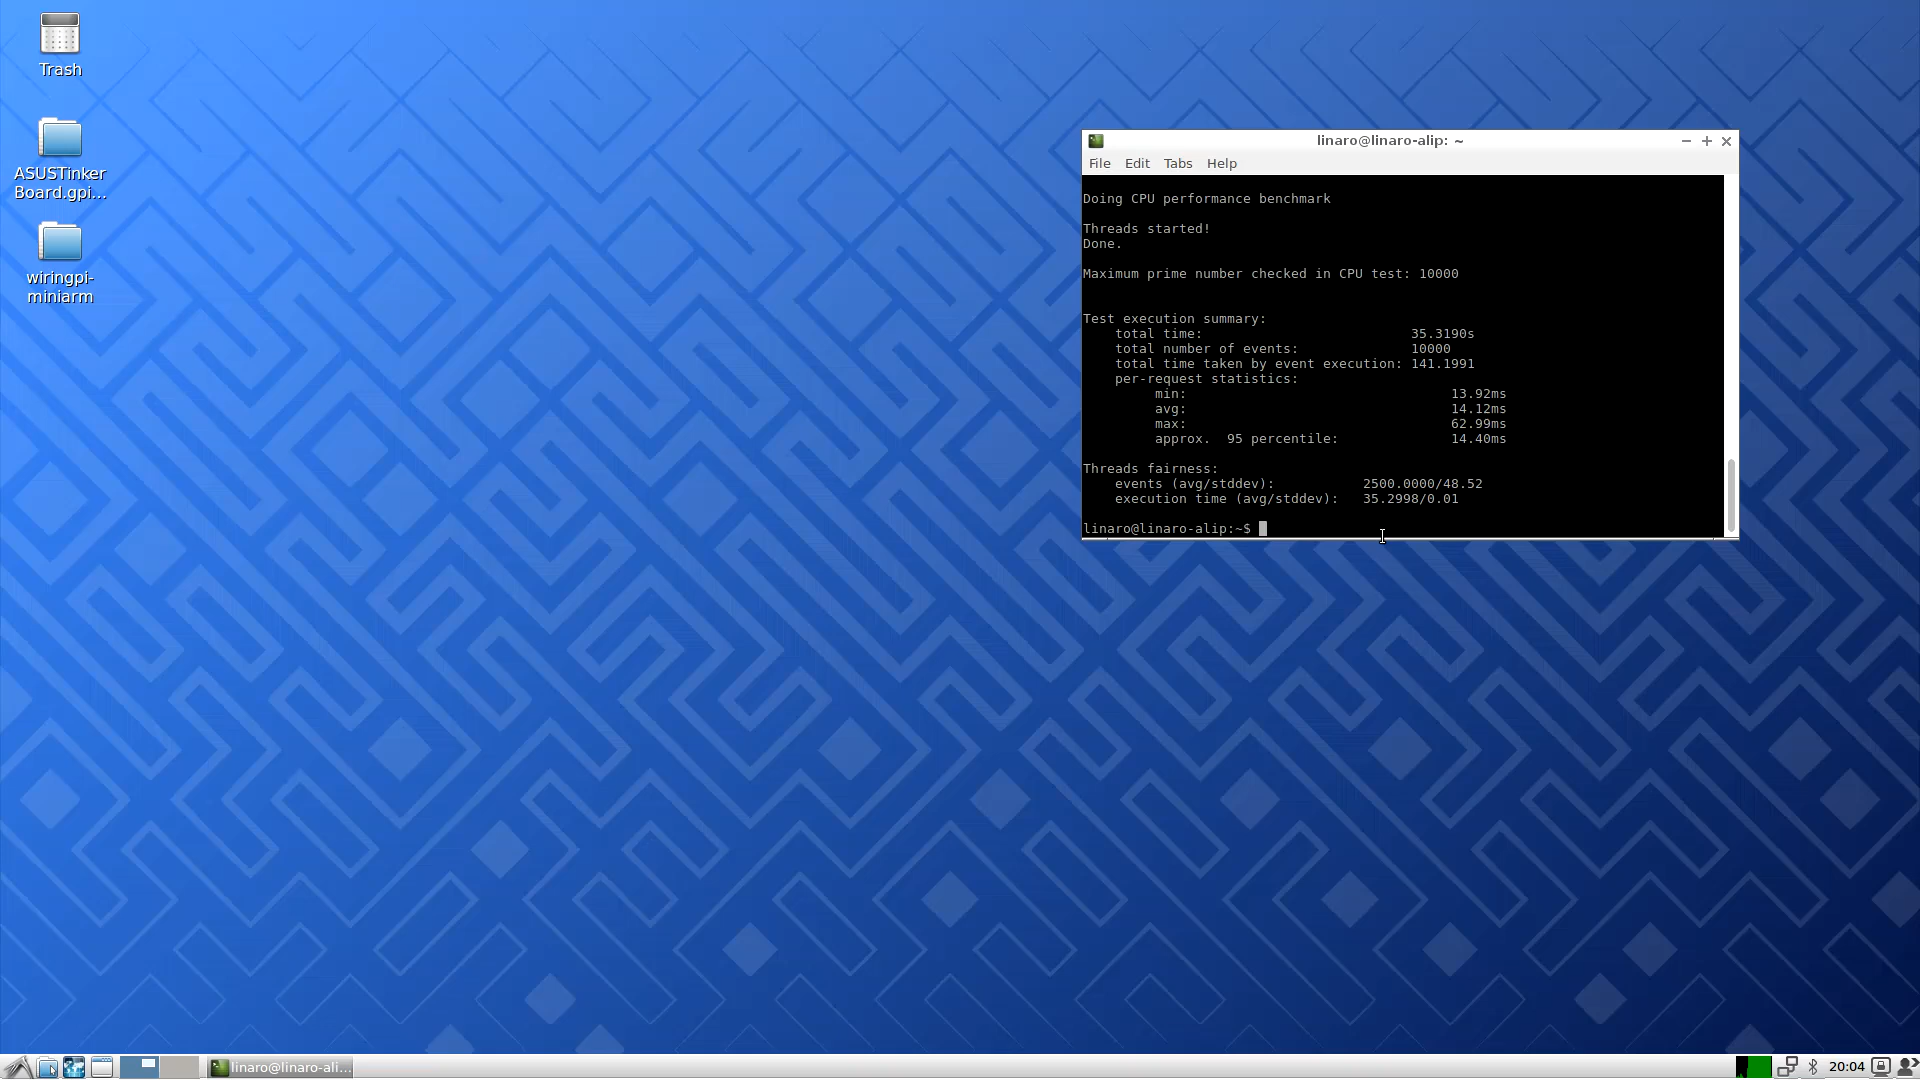 Trash
ASUSTinker
Board.gpi...
wiringpi-
miniarm
linaro@linaro-alip: ~
File Edit Tabs Help
Doing CPU performance benchmark
Threads started!
Done.
Maximum prime number checked in CPU test: 10000
Test execution summary:
total time: 35.3190s
total number of events: 10000
total time taken by event execution: 141.1991
per-request statistics:
min: 13.92ms
avg: 14.12ms
max: 62.99ms
approx. 95 percentile: 14.40ms
Threads fairness:
events (avg/stddev): 2500.0000/48.52
execution time (avg/stddev): 35.2998/0.01
linaro@linaro-alip:~$
linaro@linaro-ali...
20:04